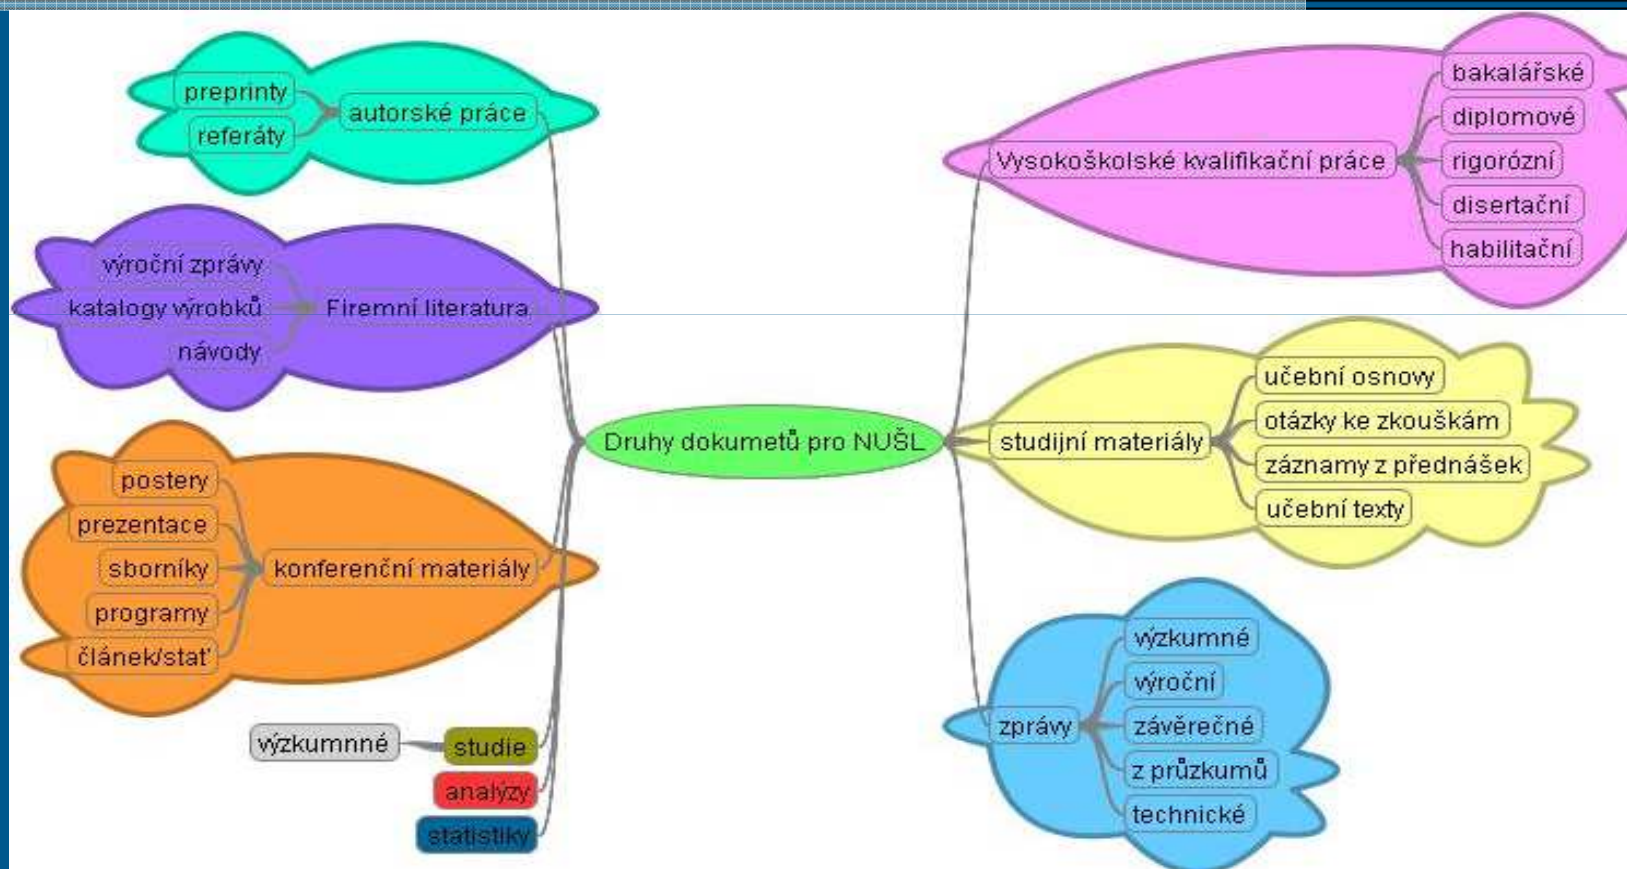 Druhy dokumetů pro NUŠL
autorské práce
preprinty
referáty
Firemní literatura
výroční zprávy
katalogy výrobků
návody
konferenční materiály
postery
prezentace
sborníky
programy
článek/stať
studie
výzkumnné
analýzy
statistiky
Vysokoškolské kvalifikační práce
bakalářské
diplomové
rigorózní
disertační
habilitační
studijní materiály
učební osnovy
otázky ke zkouškám
záznamy z přednášek
učební texty
zprávy
výzkumné
výroční
závěrečné
z průzkumů
technické